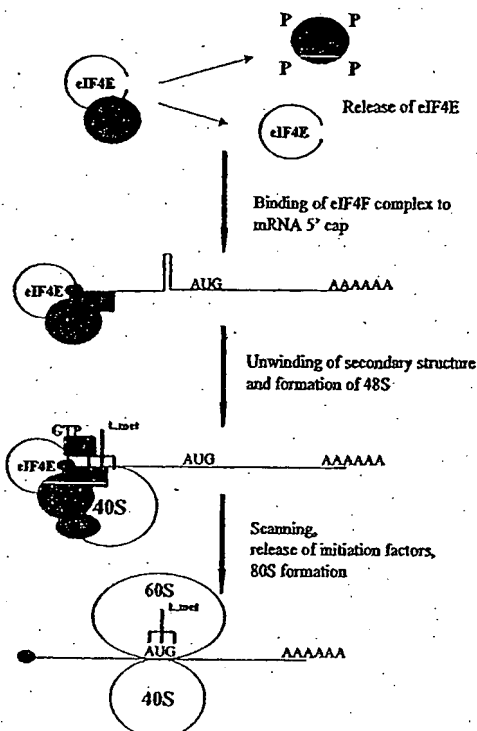 P P
eIF4E
P P
Release of eIF4E
eIF4E
Binding of eIF4F complex to
mRNA 5' cap
eIF4E
AUG
AAAAAA
Unwinding of secondary structure
and formation of 48S
GTP
eIF4E
AUG
AAAAAA
40S
Scanning,
release of initiation factors,
80S formation
60S
AUG
AAAAAA
40S